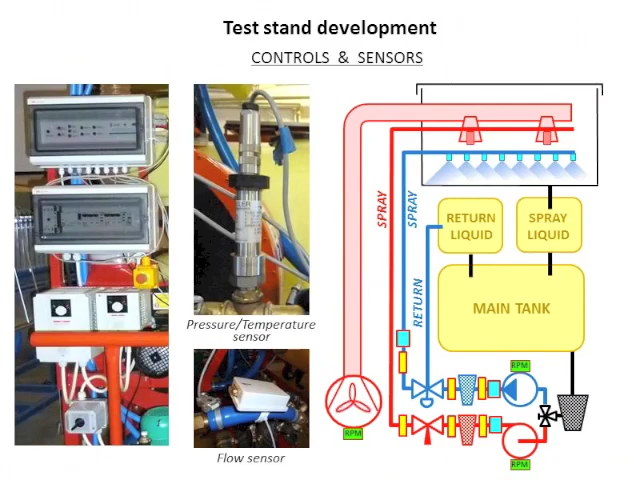 Test stand development
CONTROLS & SENSORS
SPRAY
SPRAY
RETURN
LIQUID
SPRAY
LIQUID
RETURN
MAIN TANK
Pressure/Temperature
sensor
Flow sensor
RPM
RPM
RPM